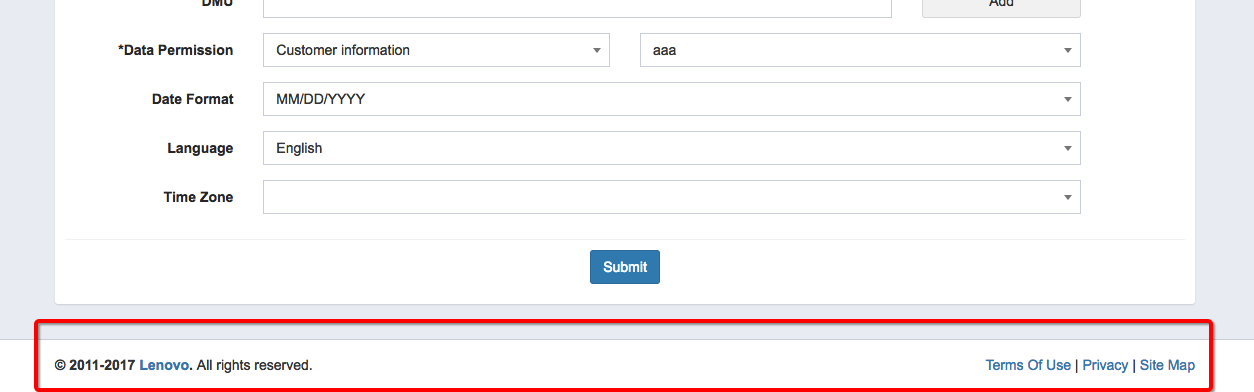 DMU Add
*Data Permission Customer information aaa
Date Format MM/DD/YYYY
Language English
Time Zone
Submit
© 2011-2017 Lenovo. All rights reserved. Terms Of Use | Privacy | Site Map